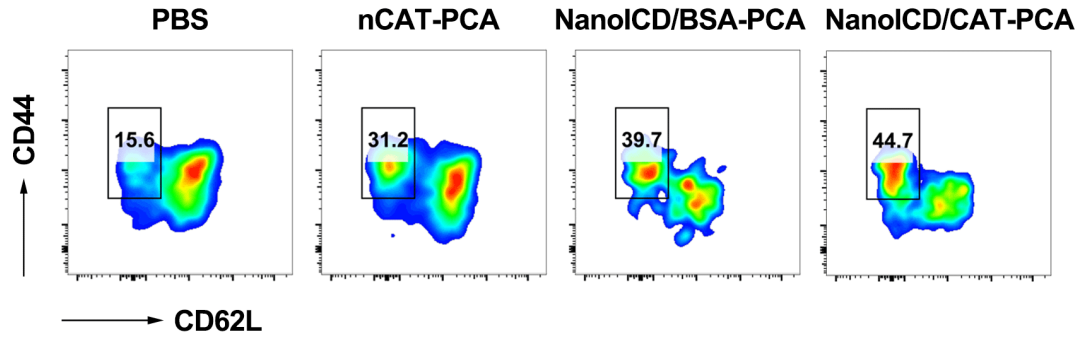 PBS
nCAT-PCA
NanoICD/BSA-PCA
NanoICD/CAT-PCA
15.6
31.2
39.7
44.7
CD44
CD62L